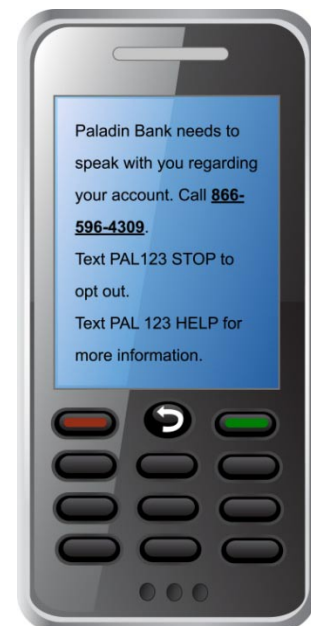 Paladin Bank needs to
speak with you regarding
your account. Call 866-
596-4309.
Text PAL123 STOP to
opt out.
Text PAL 123 HELP for
more information.